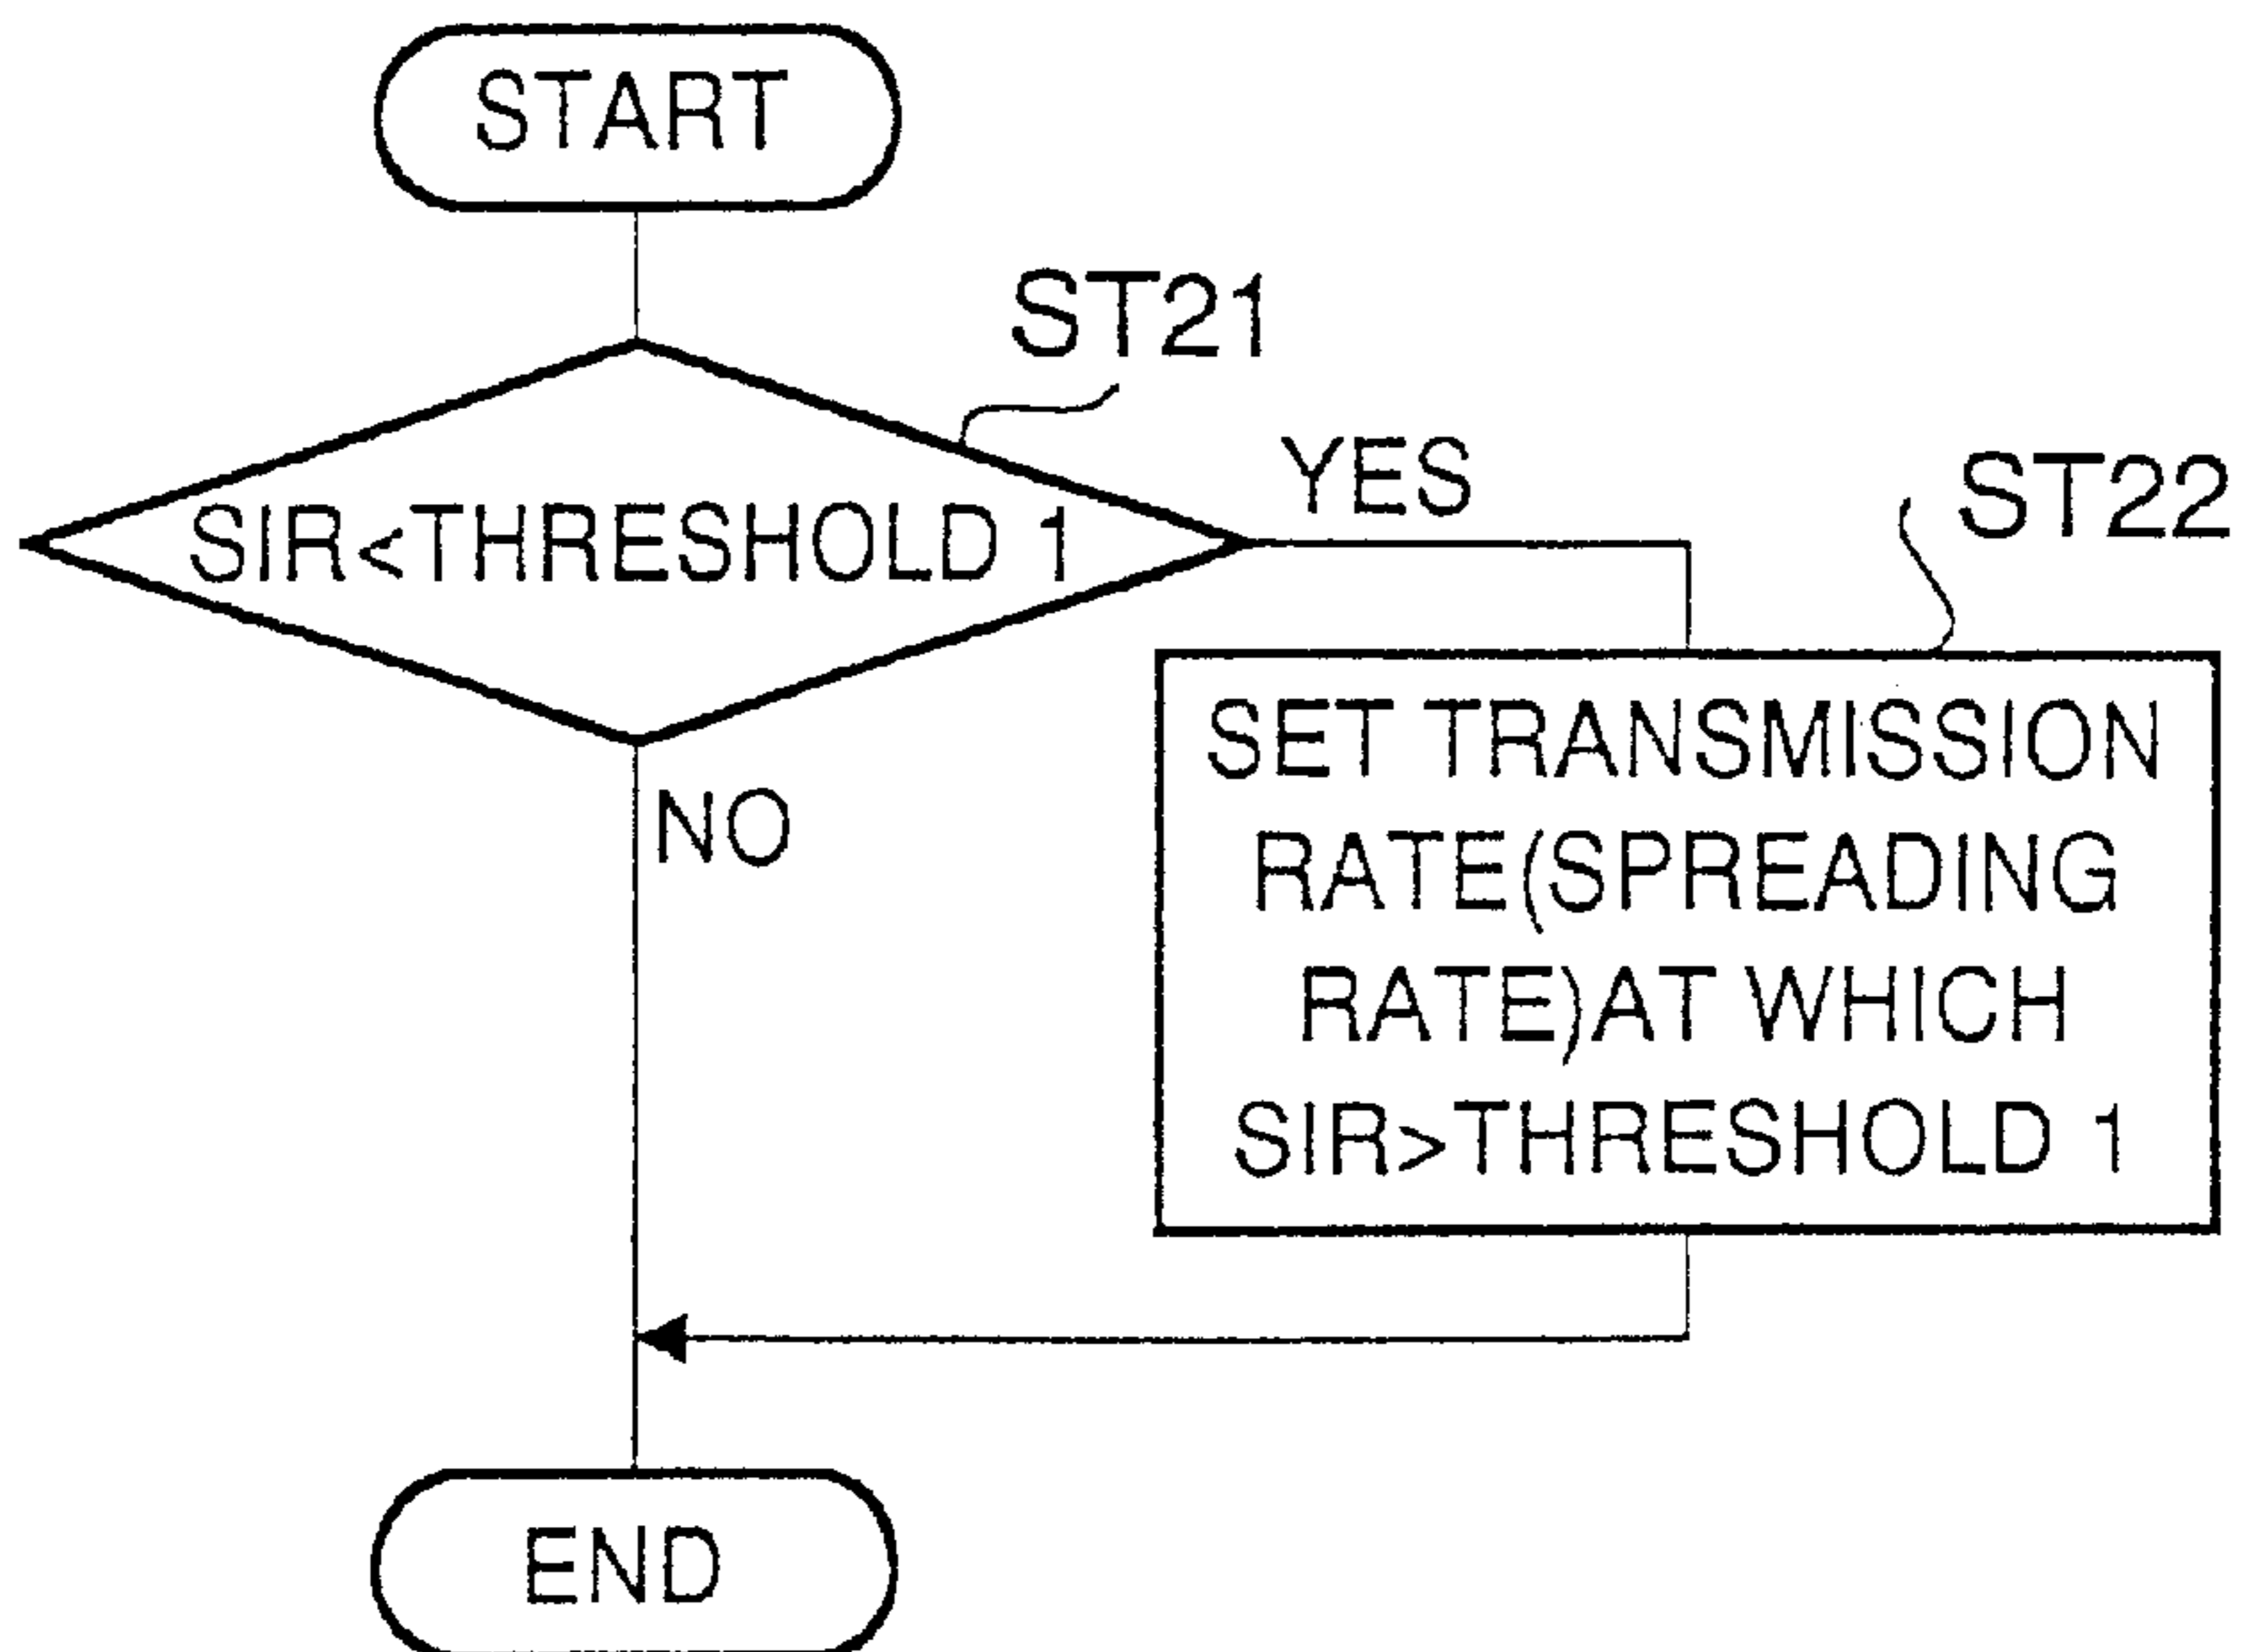 START
ST21
SIR<THRESHOLD 1
YES
ST22
SET TRANSMISSION
RATE(SPREADING
RATE)AT WHICH
SIR>THRESHOLD 1
NO
END